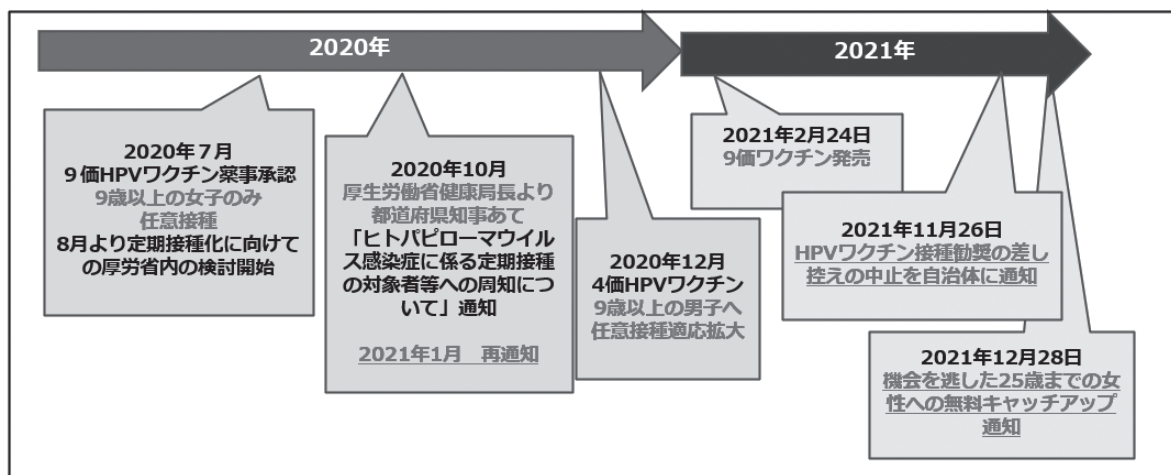 2020年
2021年
2020年7月
9価HPVワクチン薬事承認
9歳以上の女子のみ
任意接種
8月より定期接種化に向けて
の厚労省内の検討開始
2020年10月
厚生労働省健康局長より
都道府県知事あて
「ヒトパピローマウイル
ス感染症に係る定期接種
の対象者等への周知につ
いて」通知
2021年1月　再通知
2020年12月
4価HPVワクチン
9歳以上の男子へ
任意接種適応拡大
2021年2月24日
9価ワクチン発売
2021年11月26日
HPVワクチン接種勧奨の差し
控えの中止を自治体に通知
2021年12月28日
機会を逃した25歳までの女
性への無料キャッチアップ
通知